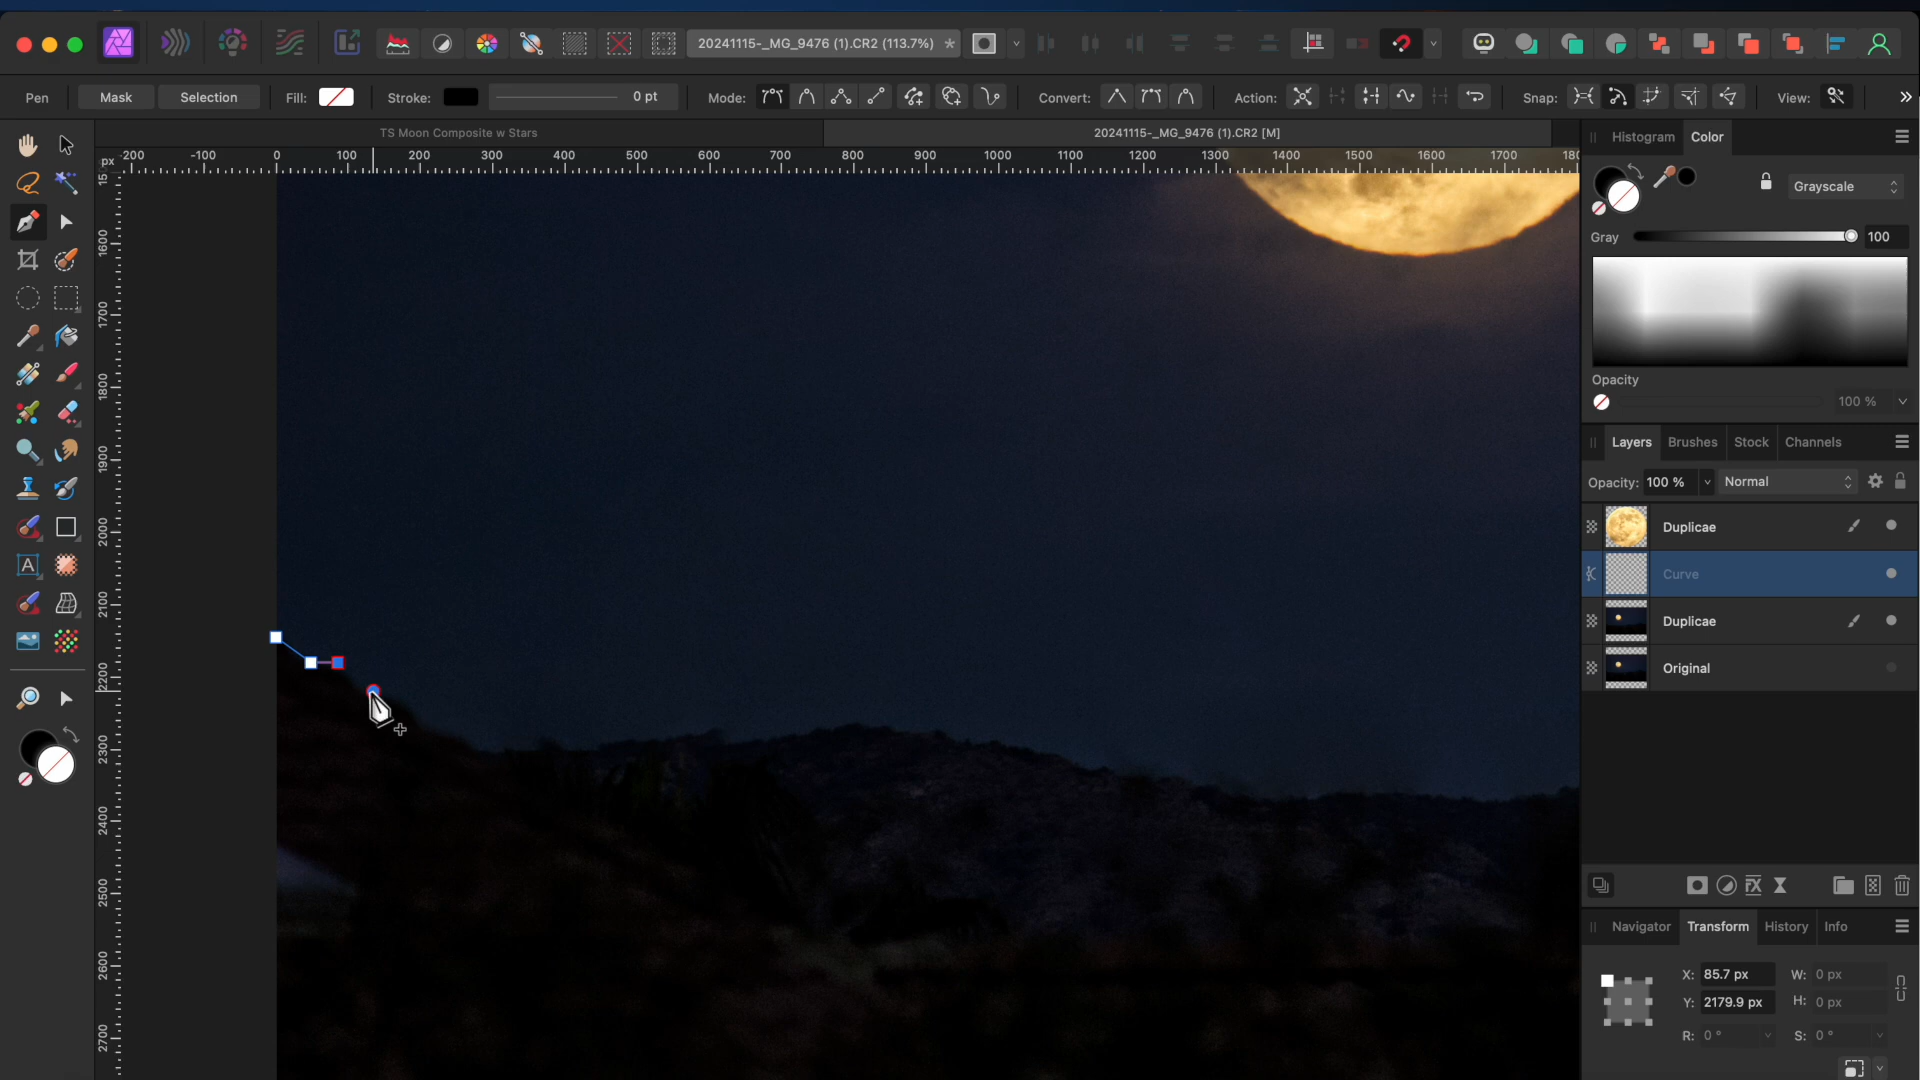 20241115-_MG_9476 (1).CR2 (113.7%) *
Pen Mask Selection Fill: Stroke: 0 pt Mode: Convert: Action: Snap: View: »
TS Moon Composite w Stars 20241115-_MG_9476 (1).CR2 [M]
px -200 -100 0 100 200 300 400 500 600 700 800 900 1000 1100 1200 1300 1400 1500 1600 1700 180
15
1600
1700
1800
1900
2000
2100
2200
2300
2400
2500
2600
2700
A
Histogram Color
Grayscale
Gray 100
Opacity
100 %
Layers Brushes Stock Channels
Opacity: 100 % Normal
Duplicae
Curve
Duplicae
Original
FX
Navigator Transform History Info
X: 85.7 px W: 0 px
Y: 2179.9 px H: 0 px
R: 0 ° S: 0 °